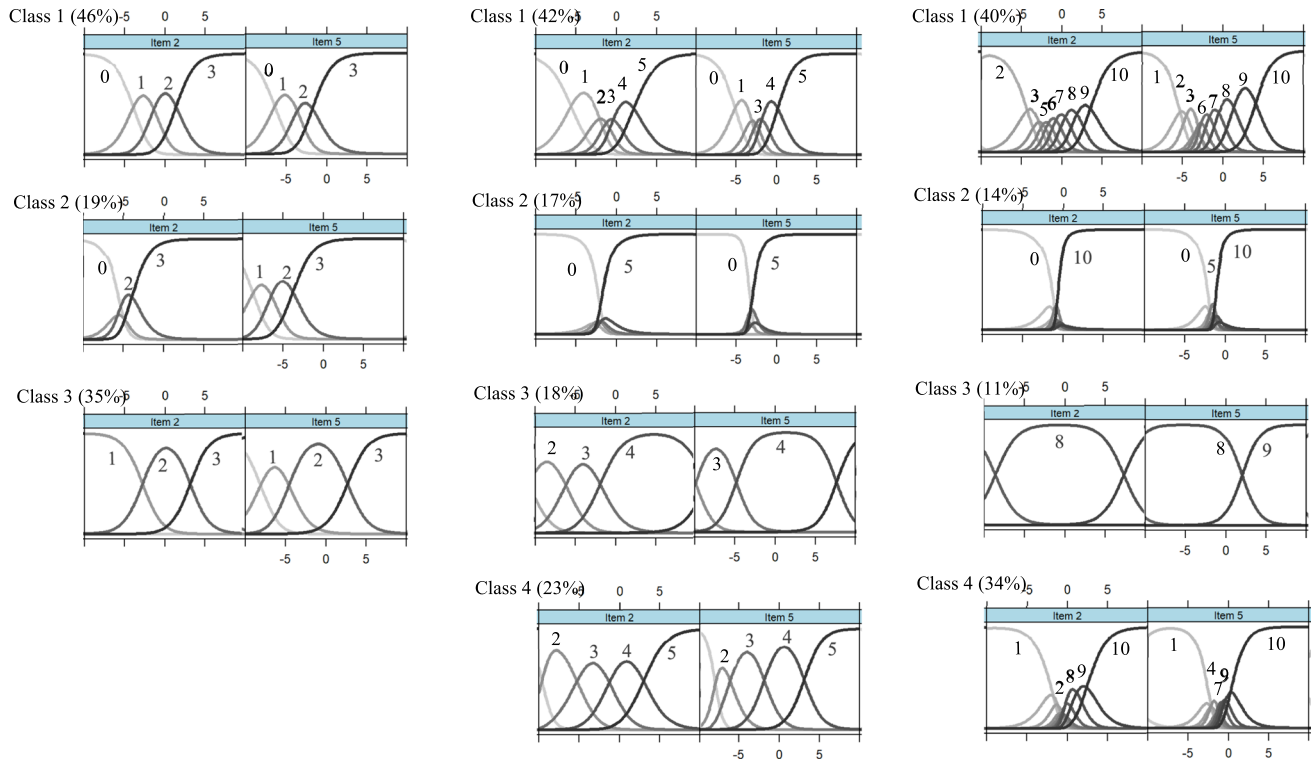 Class 1 (46%)
-5 0 5
Item 2 Item 5
0 1 2 3 0 1 2 3
-5 0 5
Class 2 (19%)
-5 0 5
Item 2 Item 5
0 2 3 1 2 3
-5 0 5
Class 3 (35%)
-5 0 5
Item 2 Item 5
1 2 3 1 2 3
-5 0 5
Class 1 (42%)
-5 0 5
Item 2 Item 5
0 1 2 3 4 5 0 1 3 4 5
-5 0 5
Class 2 (17%)
-5 0 5
Item 2 Item 5
0 5 0 5
-5 0 5
Class 3 (18%)
-5 0 5
Item 2 Item 5
2 3 4 3 4
-5 0 5
Class 4 (23%)
-5 0 5
Item 2 Item 5
2 3 4 5 2 3 4 5
-5 0 5
Class 1 (40%)
-5 0 5
Item 2 Item 5
2 3 5 6 7 8 9 10 1 2 3 6 7 8 9 10
-5 0 5
Class 2 (14%)
-5 0 5
Item 2 Item 5
0 10 0 5 10
-5 0 5
Class 3 (11%)
-5 0 5
Item 2 Item 5
8 8 9
-5 0 5
Class 4 (34%)
-5 0 5
Item 2 Item 5
1 2 8 9 10 1 4 7 9 10
-5 0 5